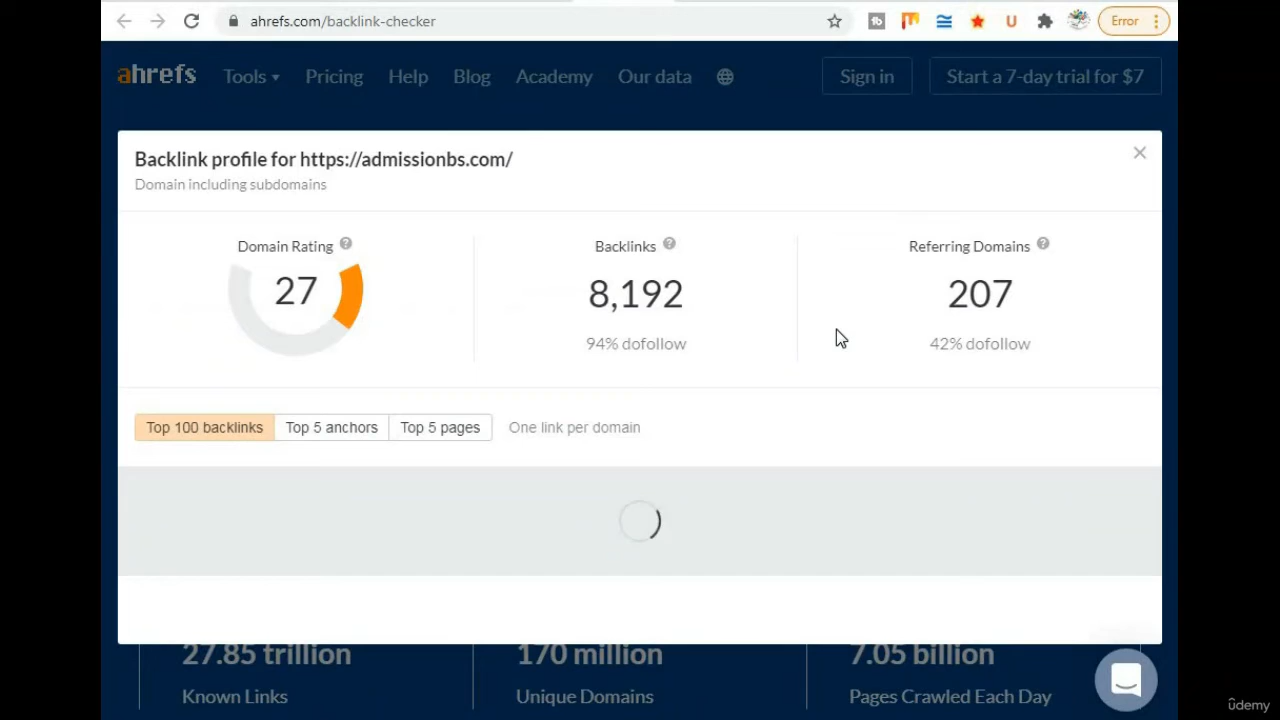 ahrefs.com/backlink-checker
Error
ahrefs
Tools Pricing Help Blog Academy Our data Sign in Start a 7-day trial for $7
Backlink profile for https://admissionbs.com/
Domain including subdomains
Domain Rating ? Backlinks ? Referring Domains ?
27 8,192 207
94% dofollow 42% dofollow
Top 100 backlinks Top 5 anchors Top 5 pages One link per domain
27.85 trillion 170 million 7.05 billion
Known Links Unique Domains Pages Crawled Each Day
ûdemy